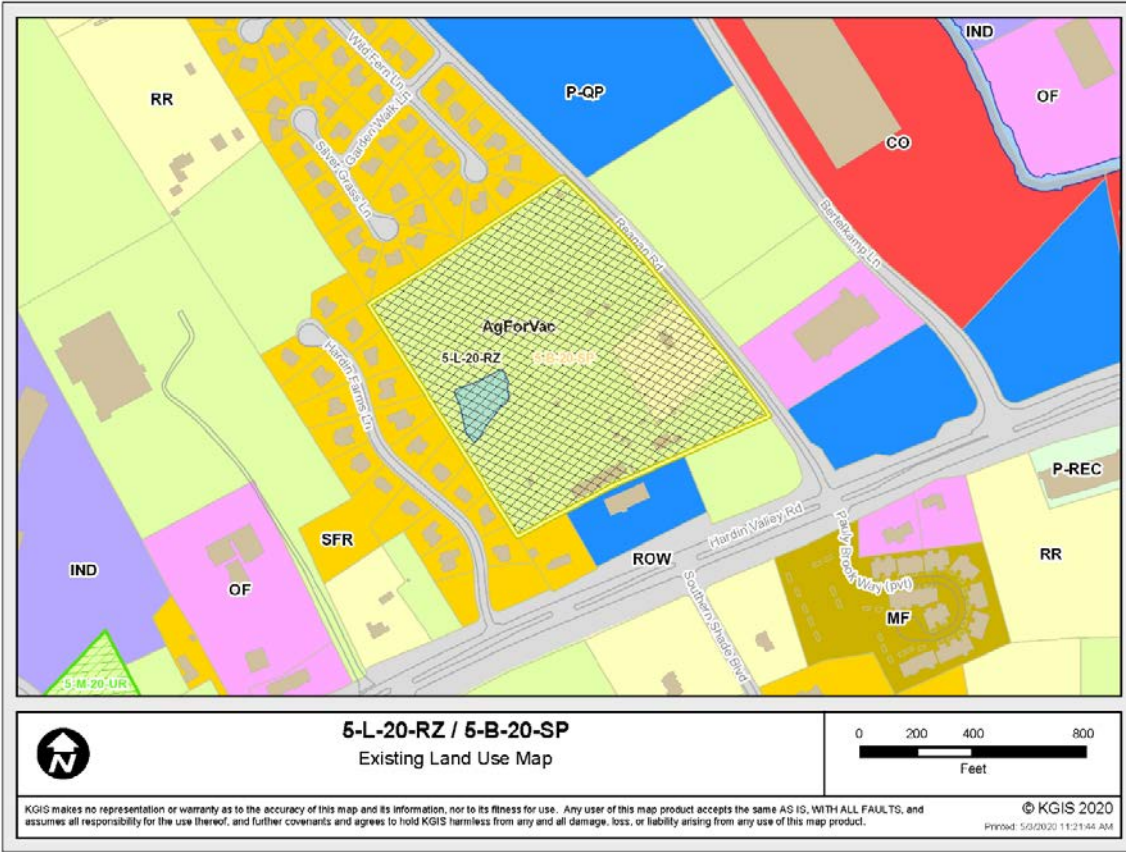 IND
Wild Fern Ln
RR
P-QP
OF
Garden Walk Ln
CO
Silver Grass Ln
Reagan Rd
Bertelkamp Ln
AgForVac
5-L-20-RZ
5-B-20-SP
Hardin Farms Ln
P-REC
Hardin Valley Rd
SFR
ROW
Pauly Brook Way (pvt)
RR
IND
OF
Southern Shade Blvd
MF
5-M-20-UR
N
5-L-20-RZ / 5-B-20-SP
Existing Land Use Map
0 200 400 800
Feet
KGIS makes no representation or warranty as to the accuracy of this map and its information, nor to its fitness for use. Any user of this map product accepts the same AS IS, WITH ALL FAULTS, and
assumes all responsibility for the use thereof, and further covenants and agrees to hold KGIS harmless from any and all damage, loss, or liability arising from any use of this map product.
© KGIS 2020
Printed: 5/3/2020 11:21:44 AM